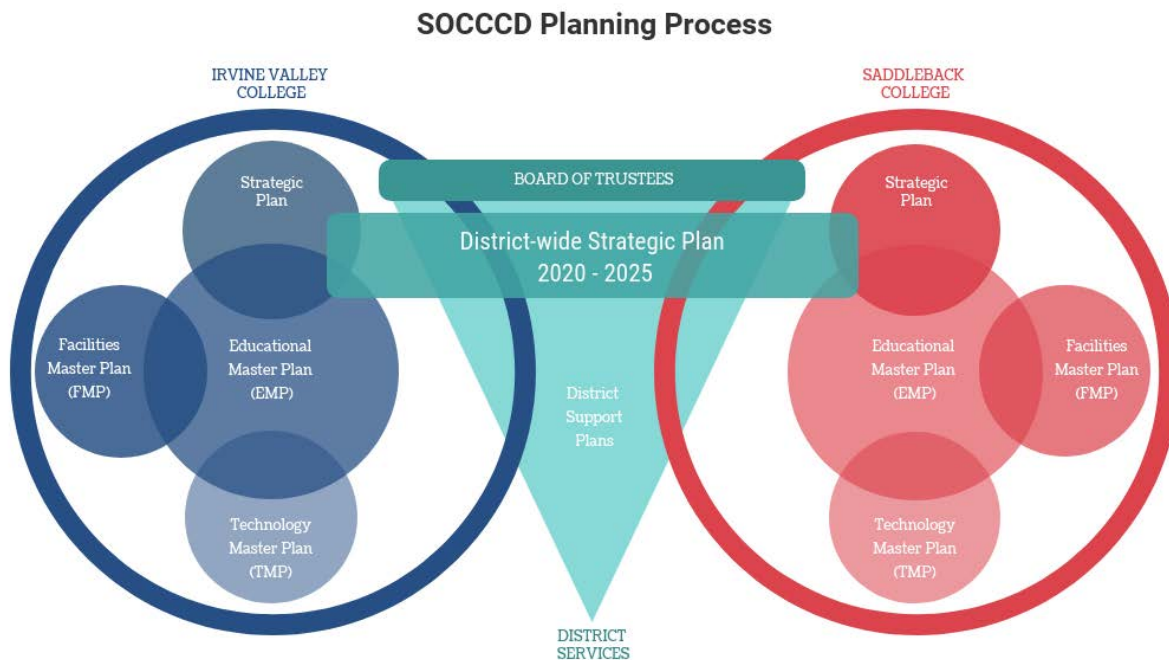 SOCCCD Planning Process
IRVINE VALLEY
COLLEGE
SADDLEBACK
COLLEGE
BOARD OF TRUSTEES
District-wide Strategic Plan
2020 - 2025
Strategic
Plan
Facilities
Master Plan
(FMP)
Educational
Master Plan
(EMP)
Technology
Master Plan
(TMP)
District
Support
Plans
Strategic
Plan
Educational
Master Plan
(EMP)
Facilities
Master Plan
(FMP)
Technology
Master Plan
(TMP)
DISTRICT
SERVICES